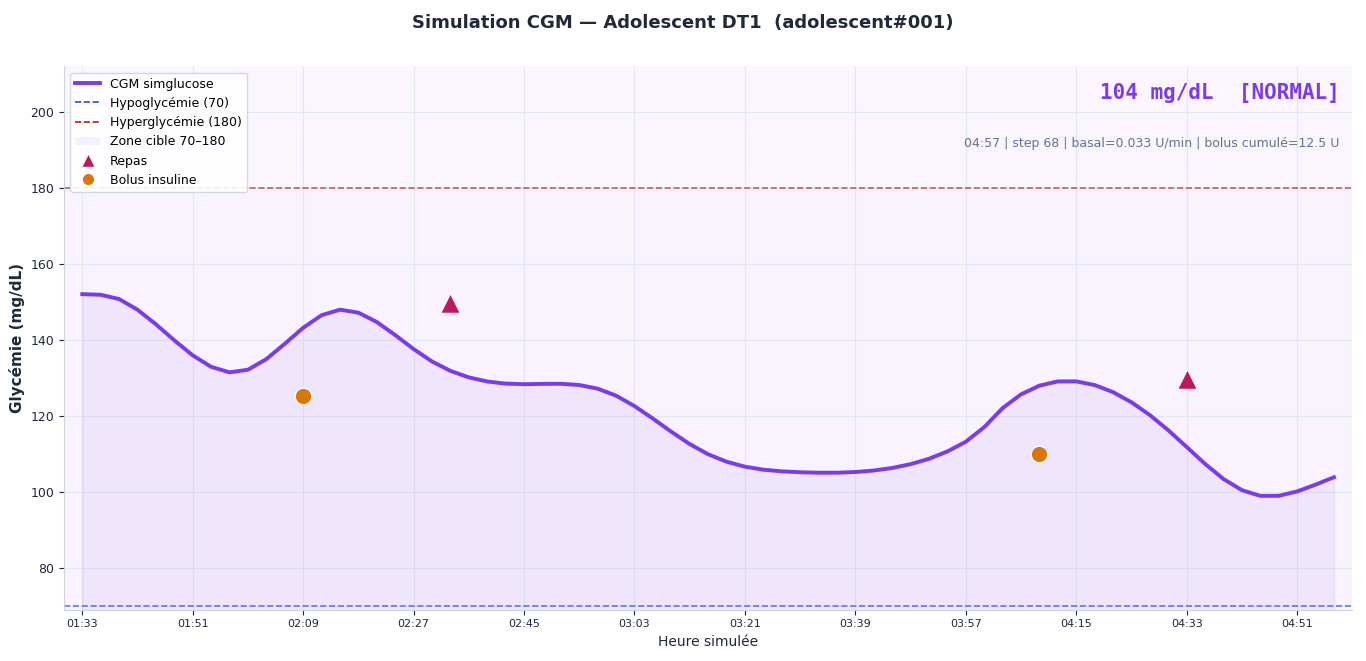 Simulation CGM — Adolescent DT1  (adolescent#001)
CGM simglucose
Hypoglycémie (70)
Hyperglycémie (180)
Zone cible 70–180
Repas
Bolus insuline
104 mg/dL  [NORMAL]
04:57 | step 68 | basal=0.033 U/min | bolus cumulé=12.5 U
Glycémie (mg/dL)
200
180
160
140
120
100
80
01:33 01:51 02:09 02:27 02:45 03:03 03:21 03:39 03:57 04:15 04:33 04:51
Heure simulée